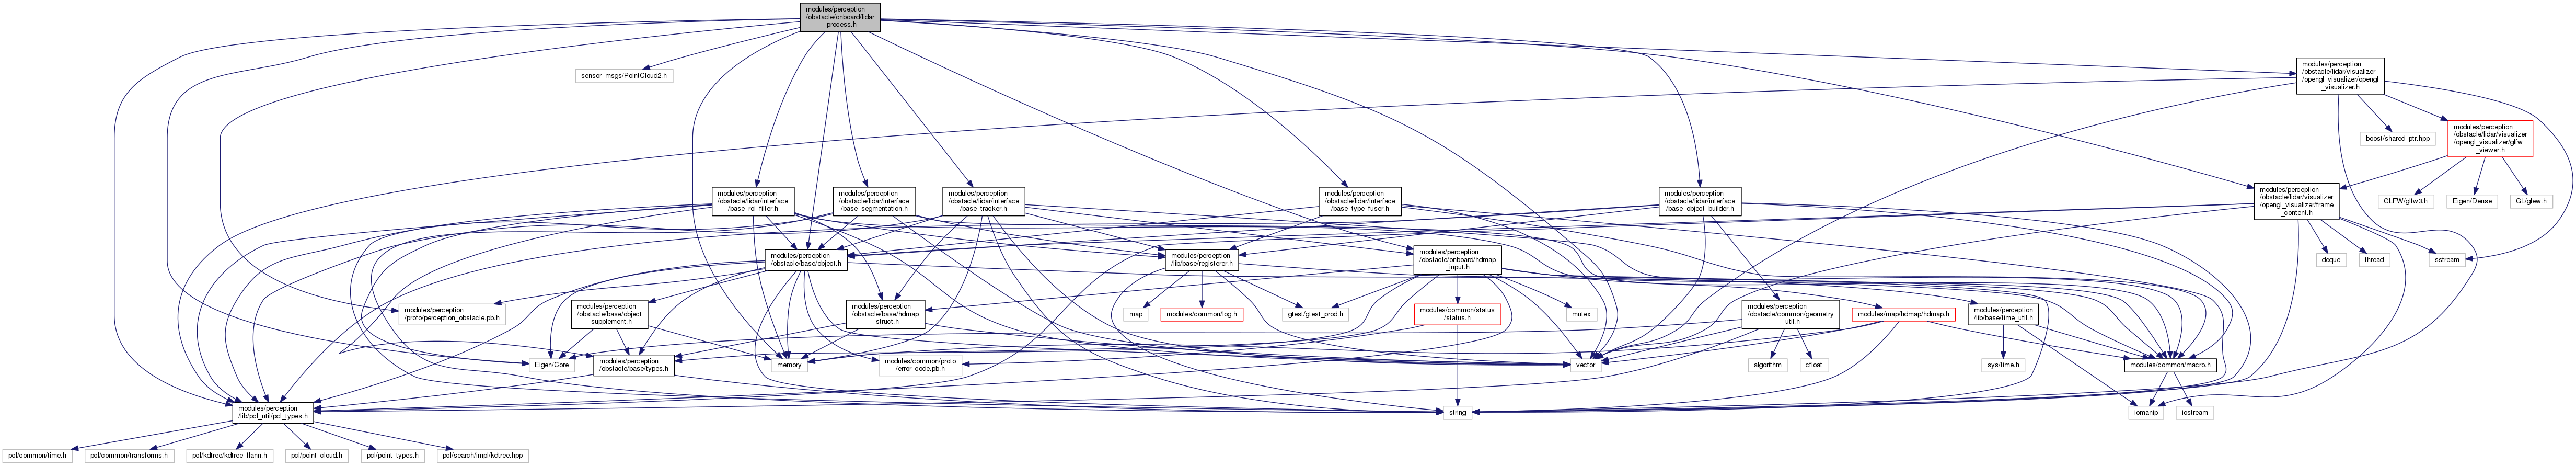 modules/perception
/obstacle/onboard/lidar
_process.h
sensor_msgs/PointCloud2.h
modules/perception
/obstacle/lidar/visualizer
/opengl_visualizer/opengl
_visualizer.h
boost/shared_ptr.hpp
modules/perception
/obstacle/lidar/visualizer
/opengl_visualizer/glfw
_viewer.h
modules/perception
/obstacle/lidar/interface
/base_roi_filter.h
modules/perception
/obstacle/lidar/interface
/base_segmentation.h
modules/perception
/obstacle/lidar/interface
/base_tracker.h
modules/perception
/obstacle/lidar/interface
/base_type_fuser.h
modules/perception
/obstacle/lidar/interface
/base_object_builder.h
modules/perception
/obstacle/lidar/visualizer
/opengl_visualizer/frame
_content.h
GLFW/glfw3.h
Eigen/Dense
GL/glew.h
modules/perception
/obstacle/base/object.h
modules/perception
/lib/base/registerer.h
modules/perception
/obstacle/onboard/hdmap
_input.h
deque
thread
sstream
modules/perception
/proto/perception_obstacle.pb.h
modules/perception
/obstacle/base/object
_supplement.h
modules/perception
/obstacle/base/hdmap
_struct.h
map
modules/common/log.h
gtest/gtest_prod.h
modules/common/status
/status.h
mutex
modules/perception
/obstacle/common/geometry
_util.h
modules/map/hdmap/hdmap.h
modules/perception
/lib/base/time_util.h
Eigen/Core
modules/perception
/obstacle/base/types.h
memory
modules/common/proto
/error_code.pb.h
vector
algorithm
cfloat
sys/time.h
modules/common/macro.h
modules/perception
/lib/pcl_util/pcl_types.h
string
iomanip
iostream
pcl/common/time.h
pcl/common/transforms.h
pcl/kdtree/kdtree_flann.h
pcl/point_cloud.h
pcl/point_types.h
pcl/search/impl/kdtree.hpp